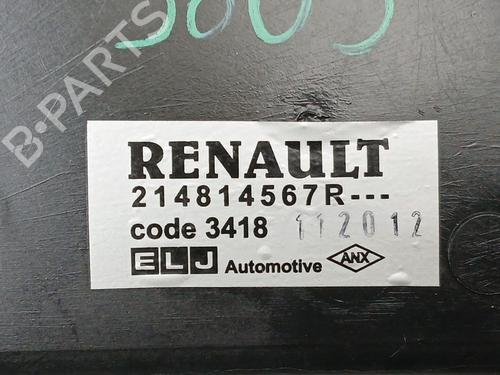 B-PARTS
RENAULT
214814567R---
code 3418 112012
ELJ Automotive ANX